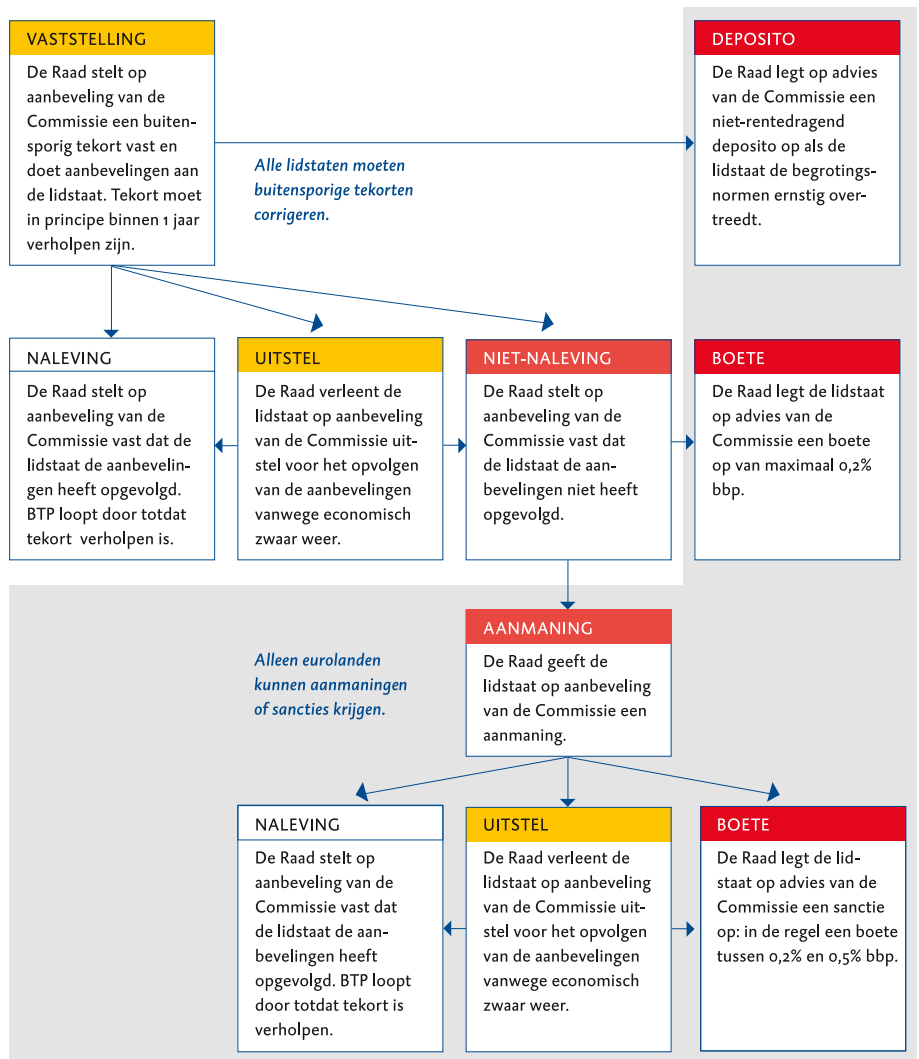 VASTSTELLING
De Raad stelt op
aanbeveling van de
Commissie een buiten-
sporig tekort vast en
doet aanbevelingen aan
de lidstaat. Tekort moet
in principe binnen 1 jaar
verholpen zijn.
Alle lidstaten moeten
buitensporige tekorten
corrigeren.
DEPOSITO
De Raad legt op advies
van de Commissie een
niet-rentedragend
deposito op als de
lidstaat de begrotings-
normen ernstig over-
treedt.
NALEVING
De Raad stelt op
aanbeveling van de
Commissie vast dat de
lidstaat de aanbevelin-
gen heeft opgevolgd.
BTP loopt door totdat
tekort verholpen is.
UITSTEL
De Raad verleent de
lidstaat op aanbeveling
van de Commissie uit-
stel voor het opvolgen
van de aanbevelingen
vanwege economisch
zwaar weer.
NIET-NALEVING
De Raad stelt op
aanbeveling van de
Commissie vast dat
de lidstaat de aan-
bevelingen niet heeft
opgevolgd.
BOETE
De Raad legt de lidstaat
op advies van de
Commissie een boete
op van maximaal 0,2%
bbp.
Alleen eurolanden
kunnen aanmaningen
of sancties krijgen.
AANMANING
De Raad geeft de
lidstaat op aanbeveling
van de Commissie een
aanmaning.
NALEVING
De Raad stelt op
aanbeveling van de
Commissie vast dat
de lidstaat de aan-
bevelingen heeft
opgevolgd. BTP loopt
door totdat tekort is
verholpen.
UITSTEL
De Raad verleent de
lidstaat op aanbeveling
van de Commissie uit-
stel voor het opvolgen
van de aanbevelingen
vanwege economisch
zwaar weer.
BOETE
De Raad legt de lid-
staat op advies van de
Commissie een sanctie
op: in de regel een boete
tussen 0,2% en 0,5% bbp.